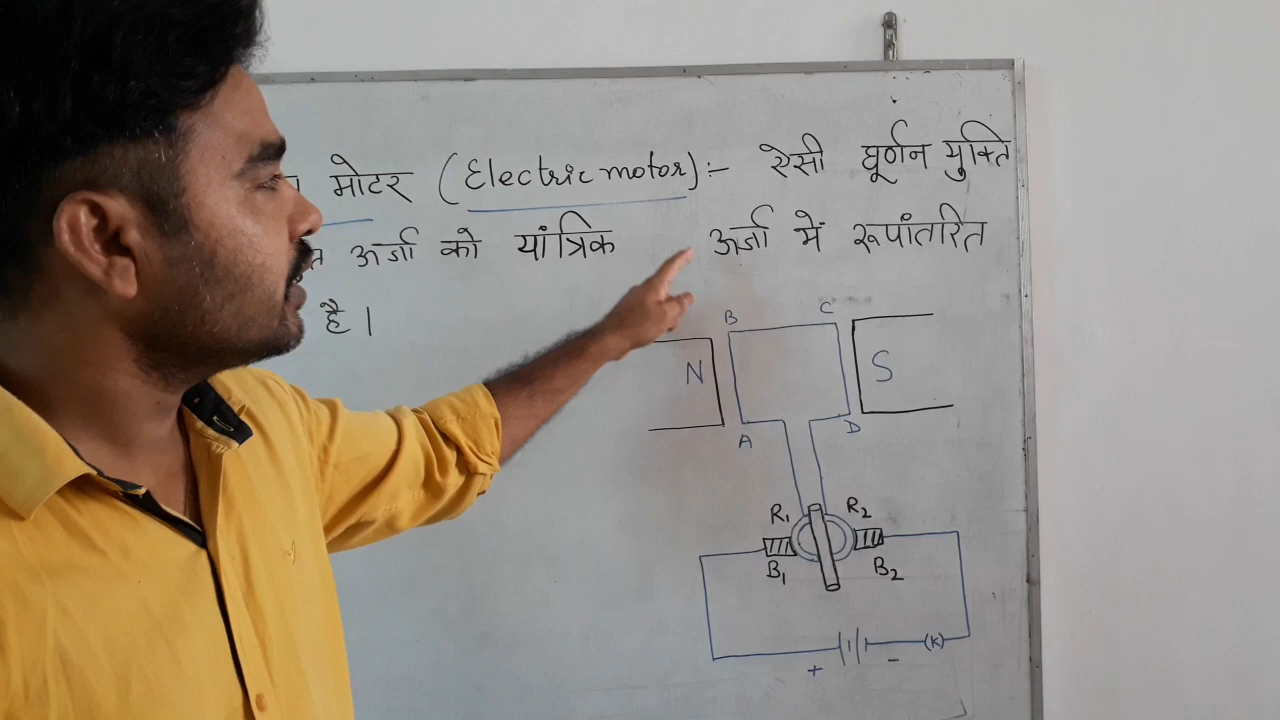 मोटर (Electric motor):- ऐसी घूर्णन युक्ति
ऊर्जा को यांत्रिक ऊर्जा में रूपांतरित
है।
B C
N S
A D
R₁ R₂
B₁ B₂
(K)
+ -